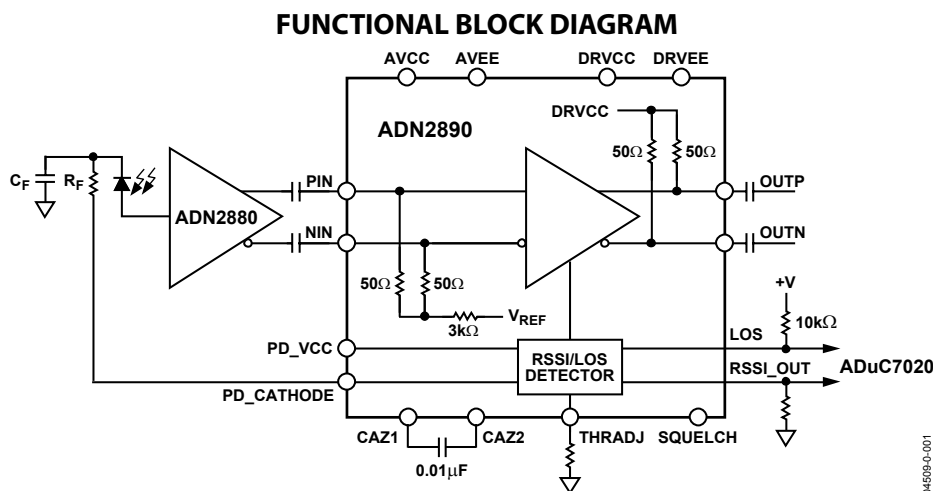 FUNCTIONAL BLOCK DIAGRAM
AVCC
AVEE
DRVCC
DRVEE
ADN2890
DRVCC
50Ω
50Ω
CF
RF
ADN2880
PIN
NIN
OUTP
OUTN
50Ω
50Ω
3kΩ
VREF
+V
10kΩ
LOS
PD_VCC
RSSI/LOS
DETECTOR
RSSI_OUT
ADuC7020
PD_CATHODE
CAZ1
CAZ2
THRADJ
SQUELCH
0.01μF
04509-0-001